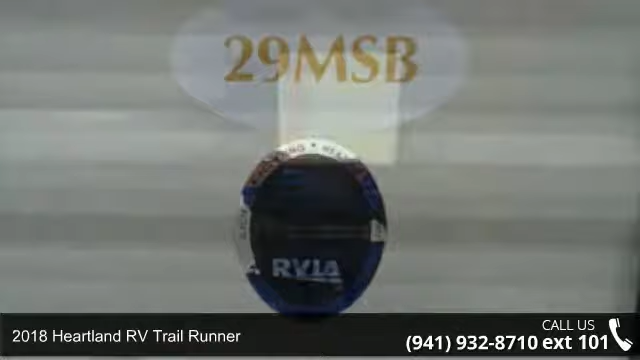 29MSB
RVIA
2018 Heartland RV Trail Runner
CALL US
(941) 932-8710 ext 101